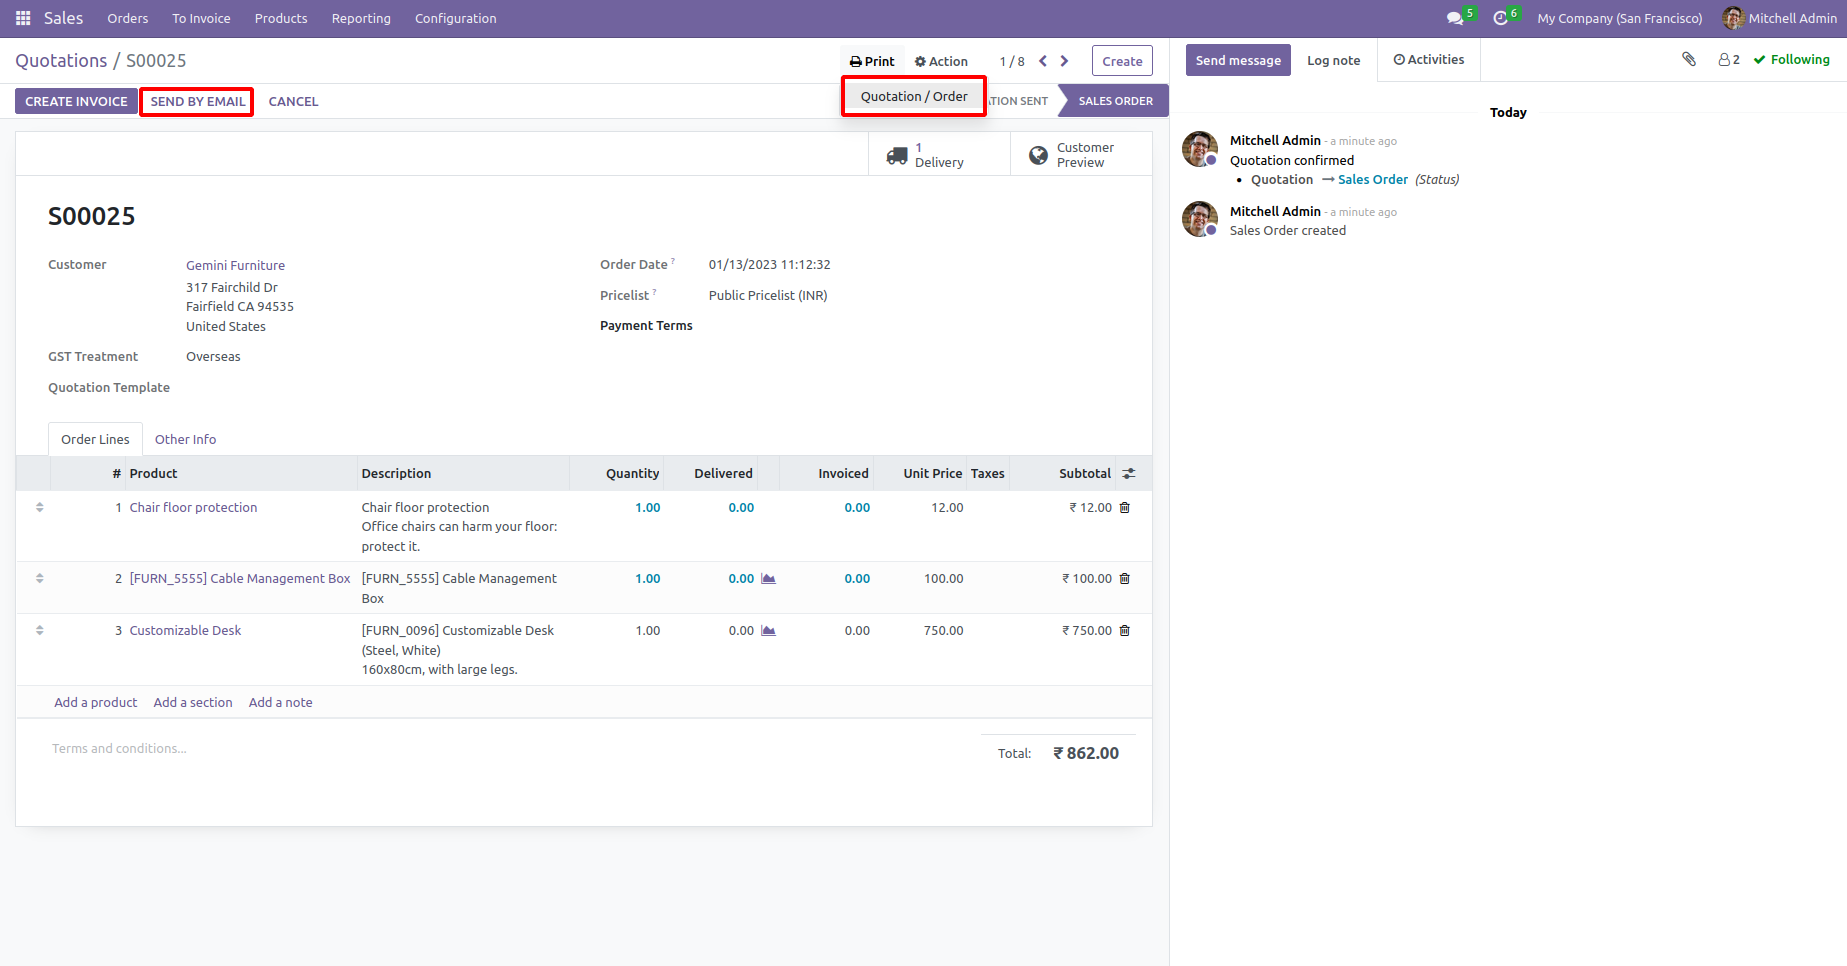 Sales Orders To Invoice Products Reporting Configuration 5 6 My Company (San Francisco) Mitchell Admin
Quotations / S00025
Print Action 1 / 8 Create
CREATE INVOICE SEND BY EMAIL CANCEL
Quotation / Order
ATION SENT SALES ORDER
1
Delivery
Customer
Preview
S00025
Customer Gemini Furniture
317 Fairchild Dr
Fairfield CA 94535
United States
GST Treatment Overseas
Quotation Template
Order Date ? 01/13/2023 11:12:32
Pricelist ? Public Pricelist (INR)
Payment Terms
Order Lines Other Info
# Product Description Quantity Delivered Invoiced Unit Price Taxes Subtotal
1 Chair floor protection Chair floor protection 1.00 0.00 0.00 12.00 ₹ 12.00
Office chairs can harm your floor:
protect it.
2 [FURN_5555] Cable Management Box [FURN_5555] Cable Management 1.00 0.00 0.00 100.00 ₹ 100.00
Box
3 Customizable Desk [FURN_0096] Customizable Desk 1.00 0.00 0.00 750.00 ₹ 750.00
(Steel, White)
160x80cm, with large legs.
Add a product Add a section Add a note
Terms and conditions...
Total: ₹ 862.00
Send message Log note Activities 2 Following
Today
Mitchell Admin - a minute ago
Quotation confirmed
• Quotation → Sales Order (Status)
Mitchell Admin - a minute ago
Sales Order created